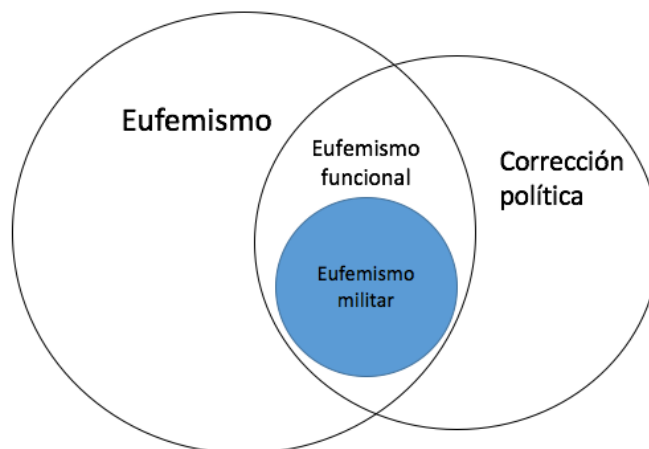 Eufemismo
Eufemismo
funcional
Corrección
política
Eufemismo
militar